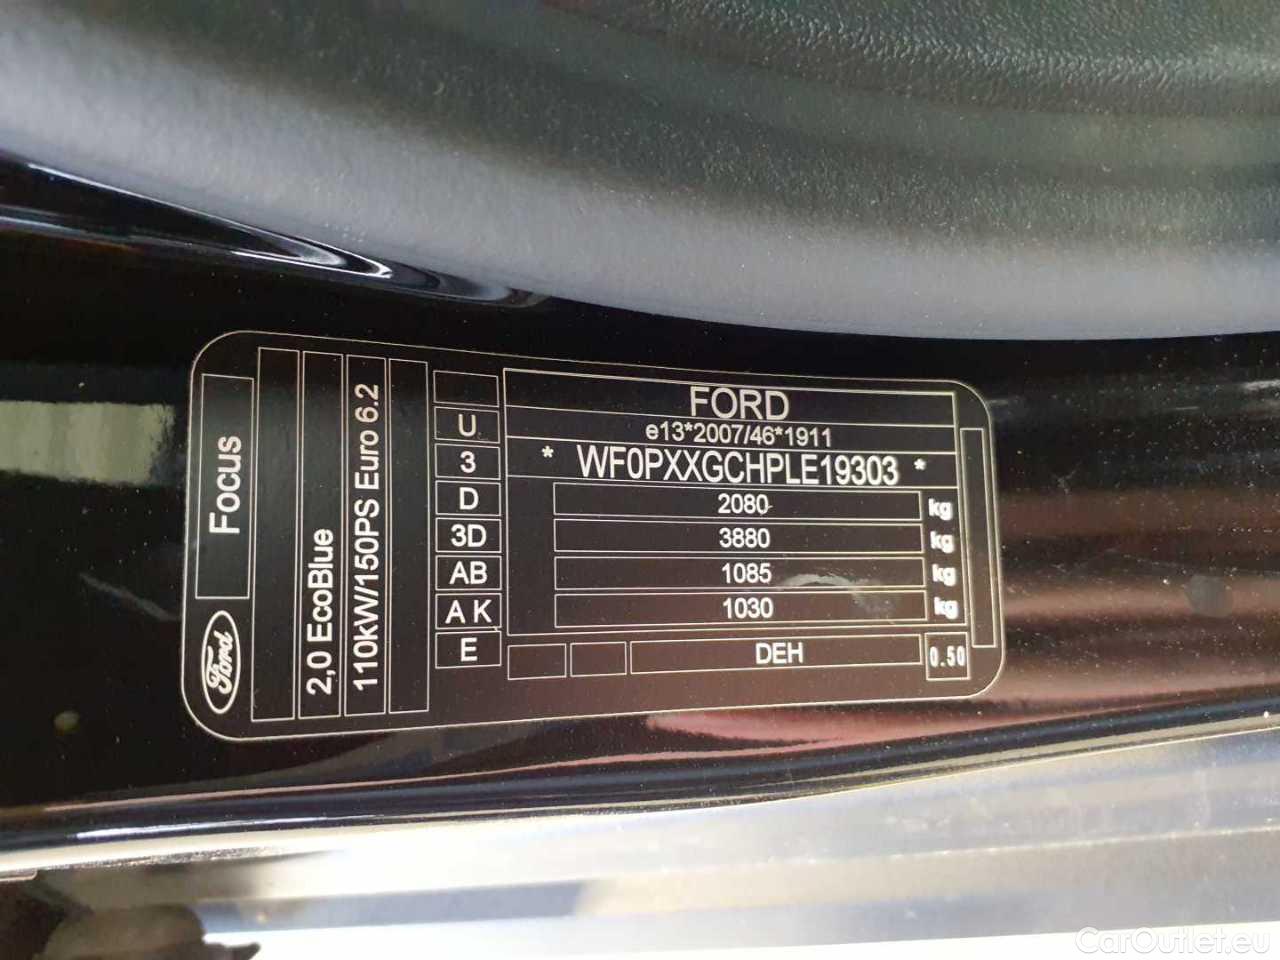 Ford
Focus
2,0 EcoBlue
110kW/150PS Euro 6.2
U
3
D
3D
AB
A K
E
FORD
e13*2007/46*1911
* WF0PXXGCHPLE19303 *
2080 kg
3880 kg
1085 kg
1030 kg
DEH 0.50
CarOutlet.eu